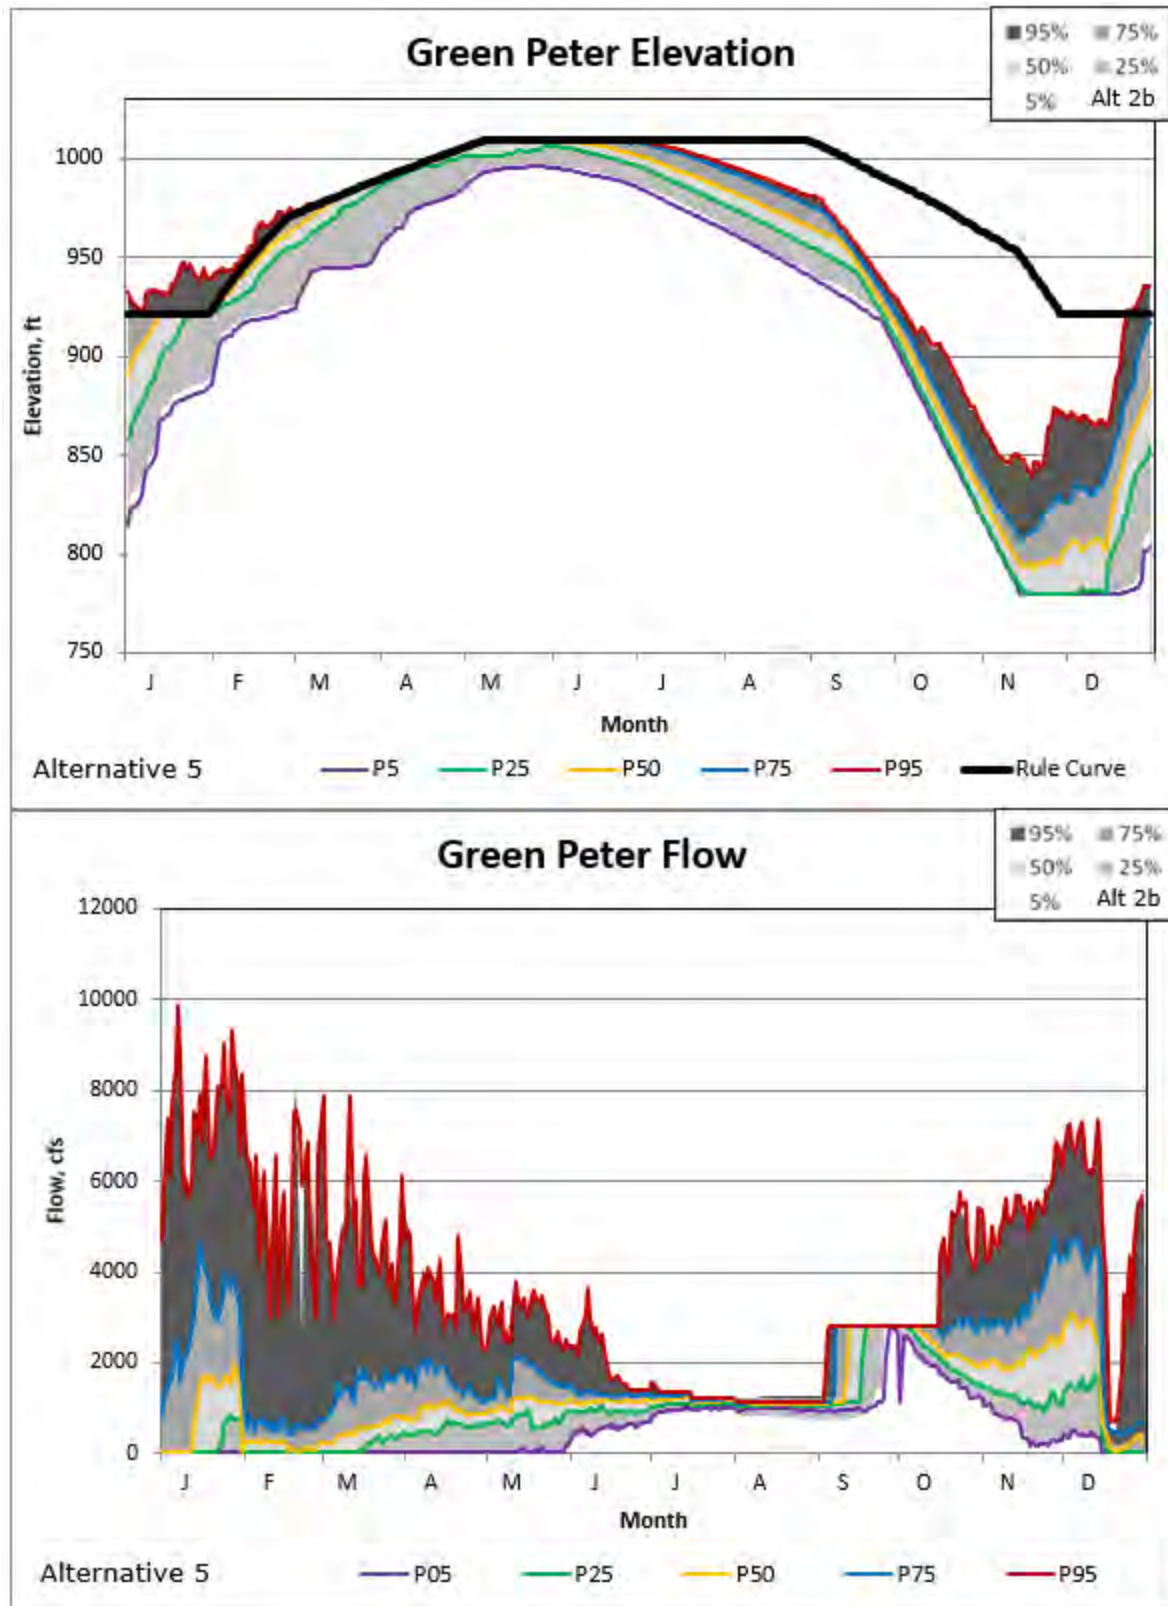 Green Peter Elevation
95% 75%
50% 25%
5% Alt 2b
1000
950
900
850
800
750
Elevation, ft
J F M A M J J A S O N D
Month
Alternative 5 P5 P25 P50 P75 P95 Rule Curve
Green Peter Flow
95% 75%
50% 25%
5% Alt 2b
12000
10000
8000
6000
4000
2000
0
Flow, cfs
J F M A M J J A S O N D
Month
Alternative 5 P05 P25 P50 P75 P95